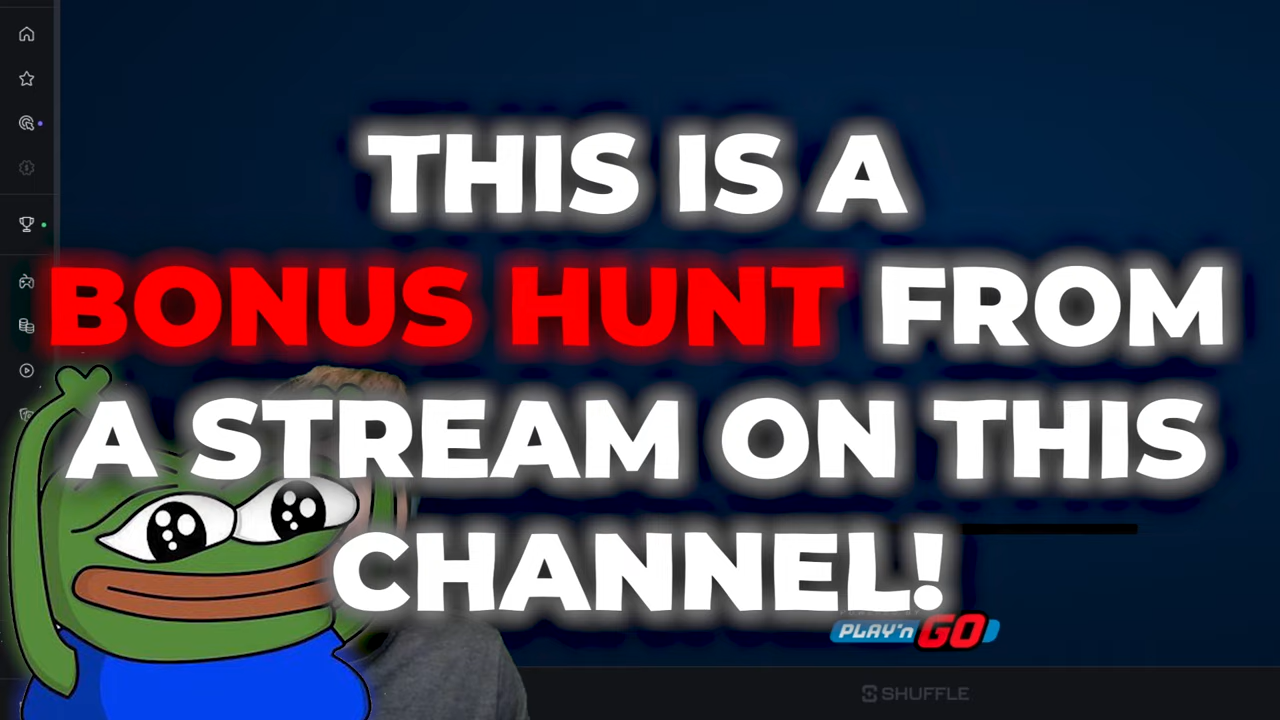 THIS IS A
BONUS HUNT FROM
A STREAM ON THIS
CHANNEL!
PLAY'n GO
SHUFFLE